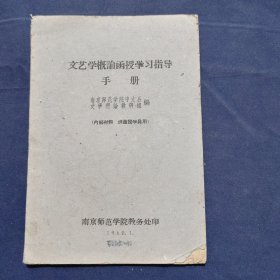 文艺学概论函授学习指导
手册
南京师范学院中文系
文学理论教研组 编
(内部材料 供函授学员用)
南京师范学院教务处印